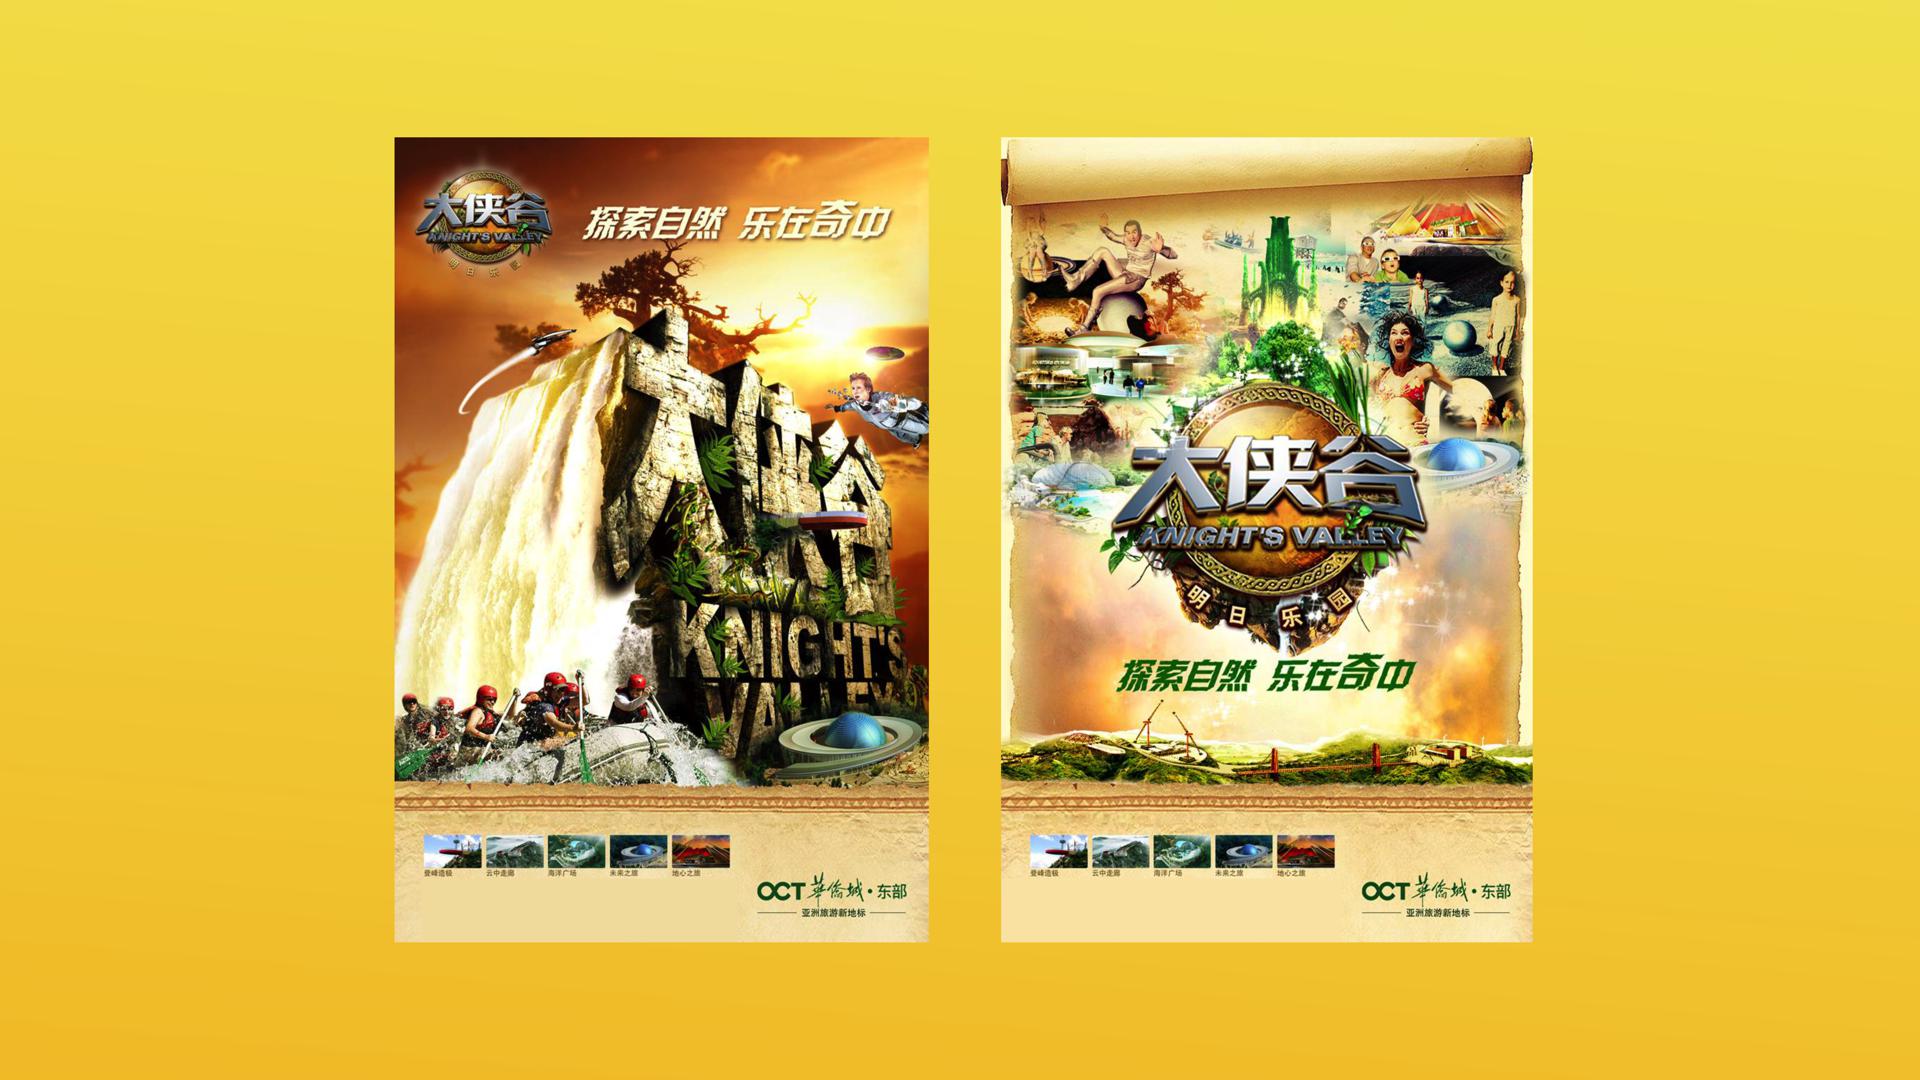 大侠谷
KNIGHT'S VALLEY
明日乐园
探索自然 乐在奇中
大侠谷
KNIGHT'S
VALLEY
登峰造极 云中走廊 海洋广场 未来之旅 地心之旅
OCT 華僑城·东部
亚洲旅游新地标
大侠谷
KNIGHT'S VALLEY
明日乐园
探索自然 乐在奇中
登峰造极 云中走廊 海洋广场 未来之旅 地心之旅
OCT 華僑城·东部
亚洲旅游新地标